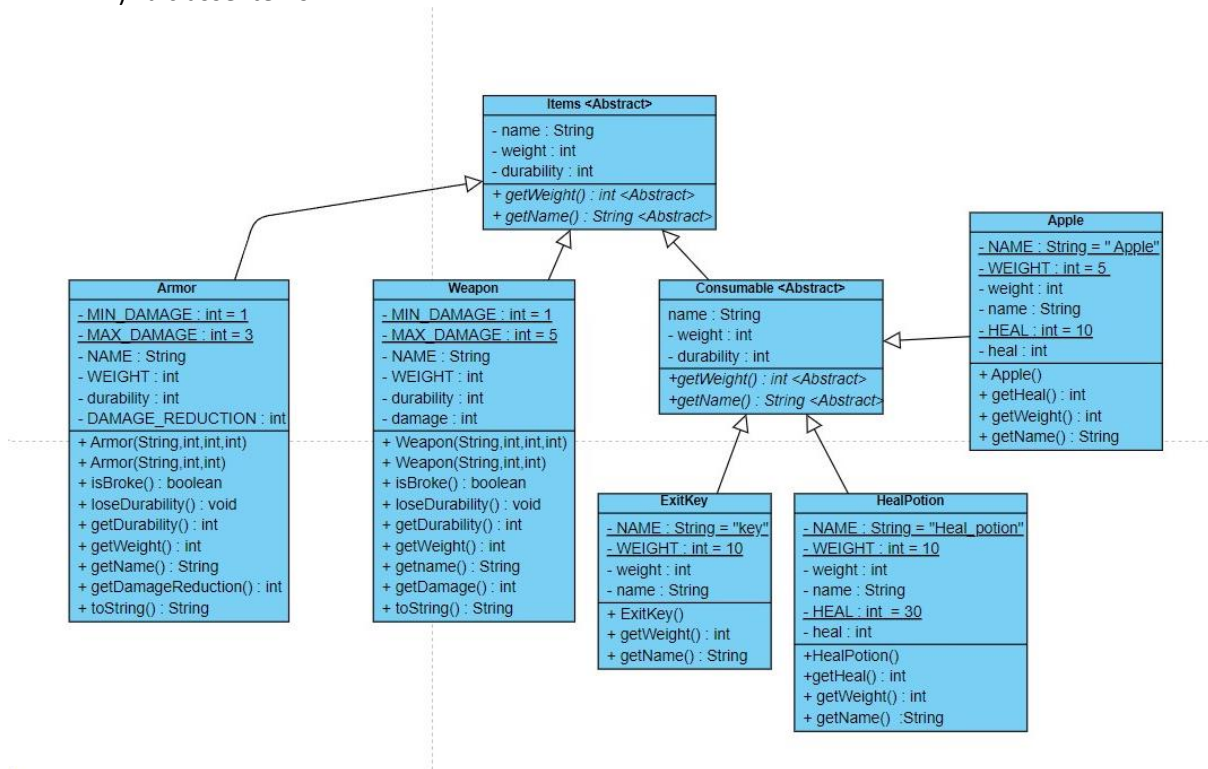 Items <Abstract>
- name : String
- weight : int
- durability : int
+ getWeight() : int <Abstract>
+ getName() : String <Abstract>
Apple
- NAME : String = " Apple"
- WEIGHT : int = 5
- weight : int
- name : String
- HEAL : int = 10
- heal : int
+ Apple()
+ getHeal() : int
+ getWeight() : int
+ getName() : String
Armor
- MIN_DAMAGE : int = 1
- MAX_DAMAGE : int = 3
- NAME : String
- WEIGHT : int
- durability : int
- DAMAGE_REDUCTION : int
+ Armor(String,int,int,int)
+ Armor(String,int,int)
+ isBroke() : boolean
+ loseDurability() : void
+ getDurability() : int
+ getWeight() : int
+ getName() : String
+ getDamageReduction() : int
+ toString() : String
Weapon
- MIN_DAMAGE : int = 1
- MAX_DAMAGE : int = 5
- NAME : String
- WEIGHT : int
- durability : int
- damage : int
+ Weapon(String,int,int,int)
+ Weapon(String,int,int)
+ isBroke() : boolean
+ loseDurability() : void
+ getDurability() : int
+ getWeight() : int
+ getname() : String
+ getDamage() : int
+ toString() : String
Consumable <Abstract>
name : String
- weight : int
- durability : int
+getWeight() : int <Abstract>
+getName() : String <Abstract>
ExitKey
- NAME : String = "key"
- WEIGHT : int = 10
- weight : int
- name : String
+ ExitKey()
+ getWeight() : int
+ getName() : String
HealPotion
- NAME : String = "Heal_potion"
- WEIGHT : int = 10
- weight : int
- name : String
- HEAL : int = 30
- heal : int
+HealPotion()
+getHeal() : int
+ getWeight() : int
+ getName() :String